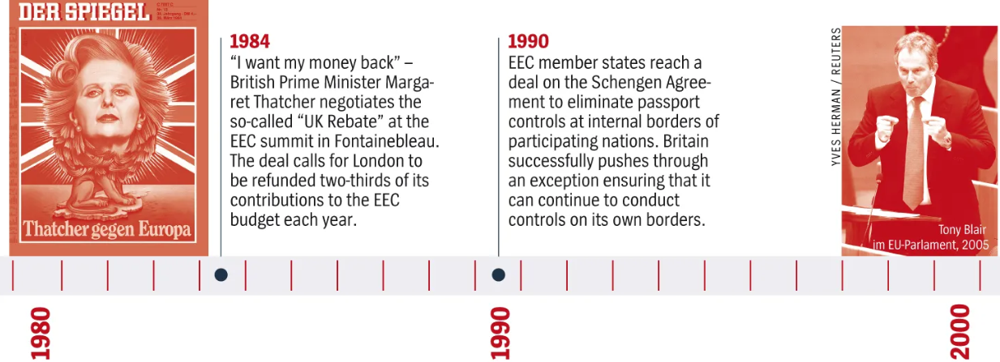 DER SPIEGEL
Thatcher gegen Europa
1984
“I want my money back” –
British Prime Minister Marga-
ret Thatcher negotiates the
so-called “UK Rebate” at the
EEC summit in Fontainebleau.
The deal calls for London to
be refunded two-thirds of its
contributions to the EEC
budget each year.
1990
EEC member states reach a
deal on the Schengen Agree-
ment to eliminate passport
controls at internal borders of
participating nations. Britain
successfully pushes through
an exception ensuring that it
can continue to conduct
controls on its own borders.
YVES HERMAN / REUTERS
Tony Blair
im EU-Parlament, 2005
1980
1990
2000